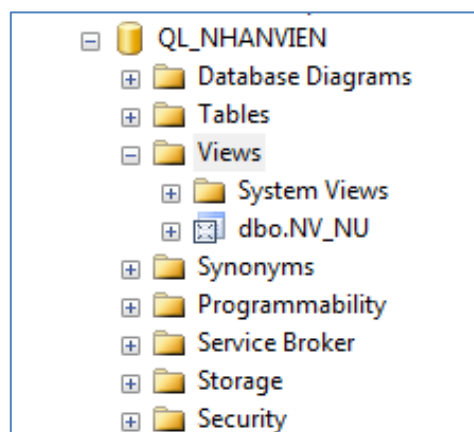 QL_NHANVIEN
Database Diagrams
Tables
Views
System Views
dbo.NV_NU
Synonyms
Programmability
Service Broker
Storage
Security